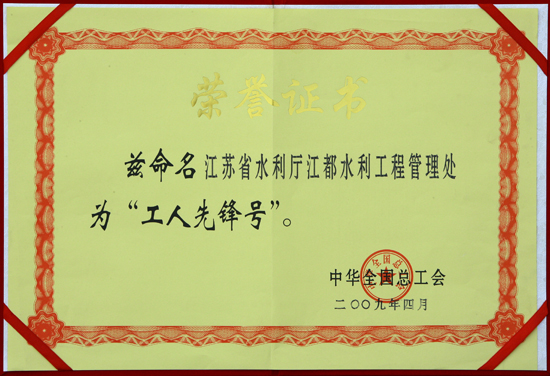 荣誉证书
兹命名江苏省水利厅江都水利工程管理处
为“工人先锋号”。
中华全国总工会
二〇〇九年四月